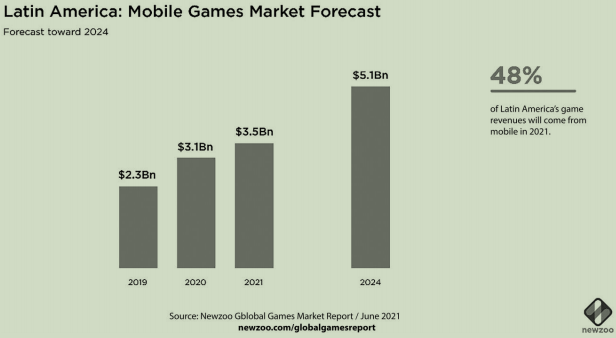 Latin America: Mobile Games Market Forecast
Forecast toward 2024
48%
of Latin America's game
revenues will come from
mobile in 2021.
$5.1Bn
$3.5Bn
$3.1Bn
$2.3Bn
2019 2020 2021 2024
Source: Newzoo Gblobal Games Market Report / June 2021
newzoo.com/globalgamesreport
newzoo